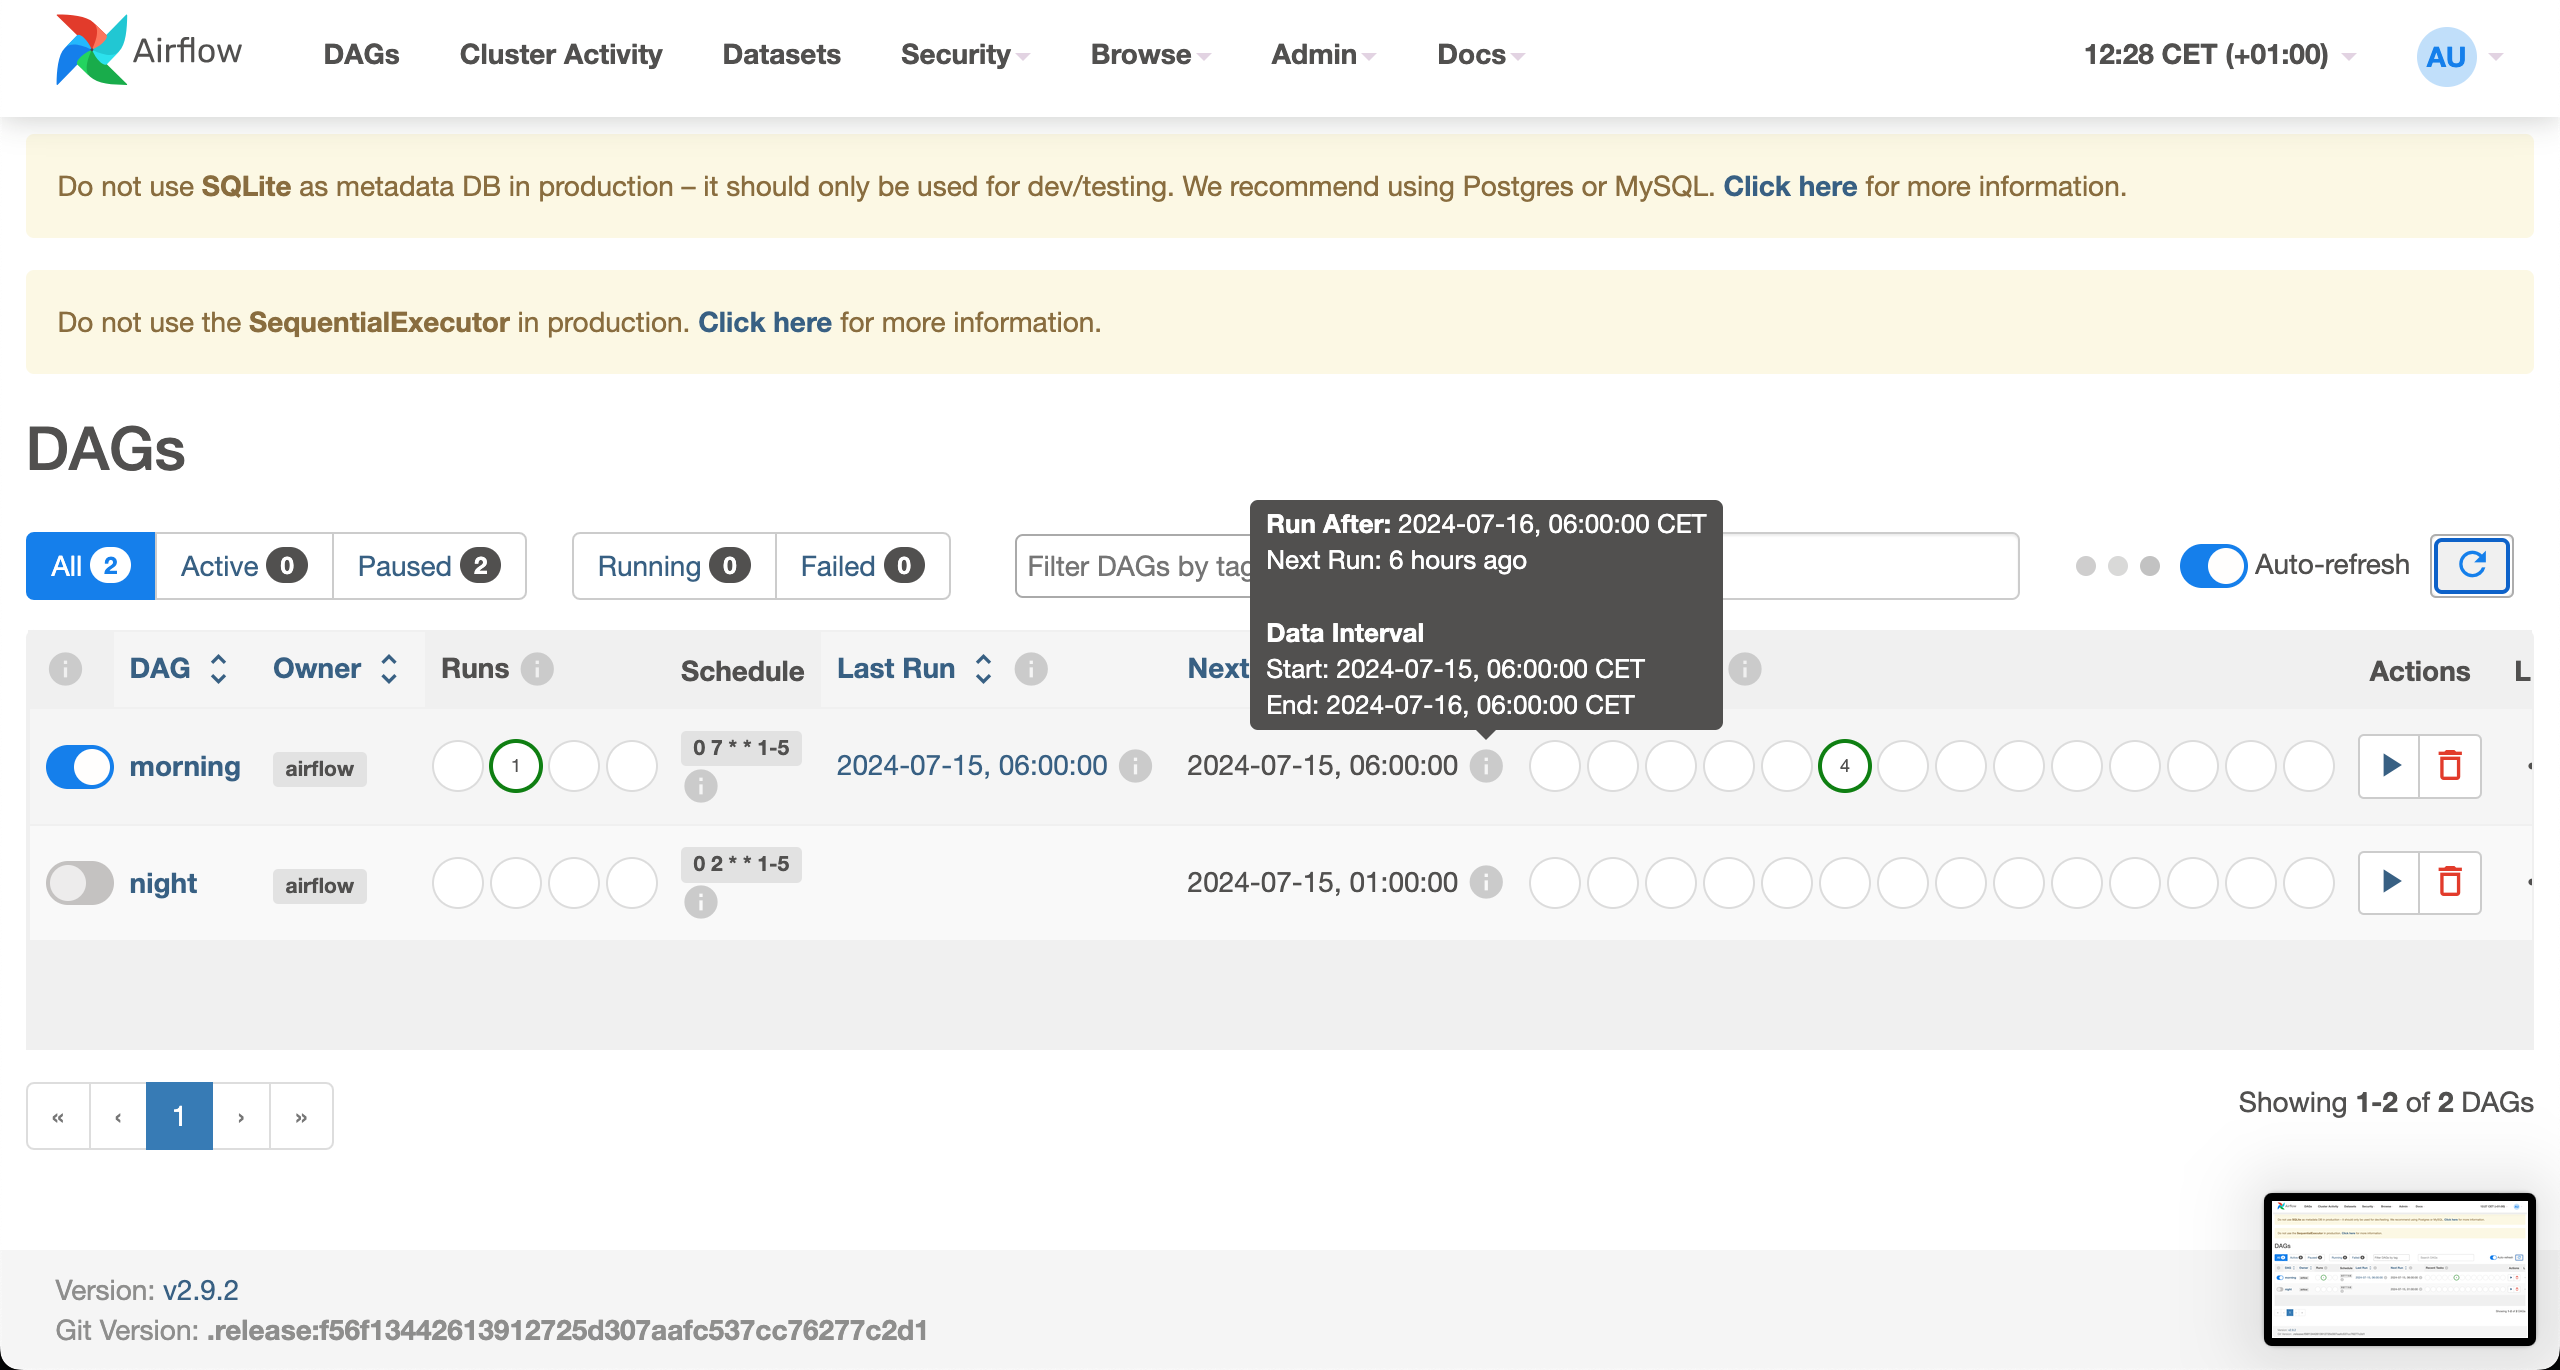 Airflow DAGs Cluster Activity Datasets Security Browse Admin Docs 12:28 CET (+01:00) AU
Do not use SQLite as metadata DB in production – it should only be used for dev/testing. We recommend using Postgres or MySQL. Click here for more information.
Do not use the SequentialExecutor in production. Click here for more information.
DAGs
Run After: 2024-07-16, 06:00:00 CET
Next Run: 6 hours ago
Data Interval
Start: 2024-07-15, 06:00:00 CET
End: 2024-07-16, 06:00:00 CET
All 2 Active 0 Paused 2 Running 0 Failed 0 Filter DAGs by tag Auto-refresh
DAG Owner Runs Schedule Last Run Next Actions L
morning airflow 1 0 7 * * 1-5 2024-07-15, 06:00:00 2024-07-15, 06:00:00 4
night airflow 0 2 * * 1-5 2024-07-15, 01:00:00
« ‹ 1 › »
Showing 1-2 of 2 DAGs
Version: v2.9.2
Git Version: .release:f56f13442613912725d307aafc537cc76277c2d1